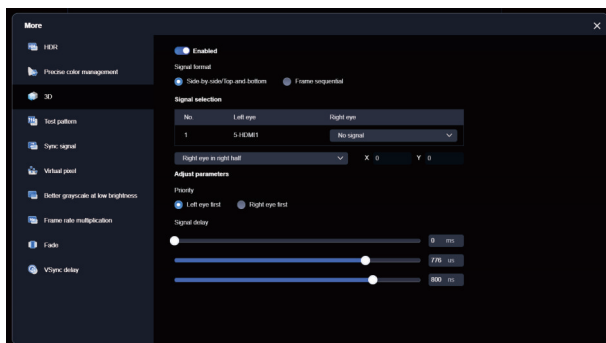 More
HDR
Precise color management
3D
Test pattern
Sync signal
Virtual pixel
Better grayscale at low brightness
Frame rate multiplication
Fade
VSync delay
Enabled
Signal format
Side-by-side/Top-and-bottom Frame sequential
Signal selection
No. Left eye Right eye
1 5-HDMI1 No signal
Right eye in right half X 0 Y 0
Adjust parameters
Priority
Left eye first Right eye first
Signal delay
0 ms
776 us
800 ns